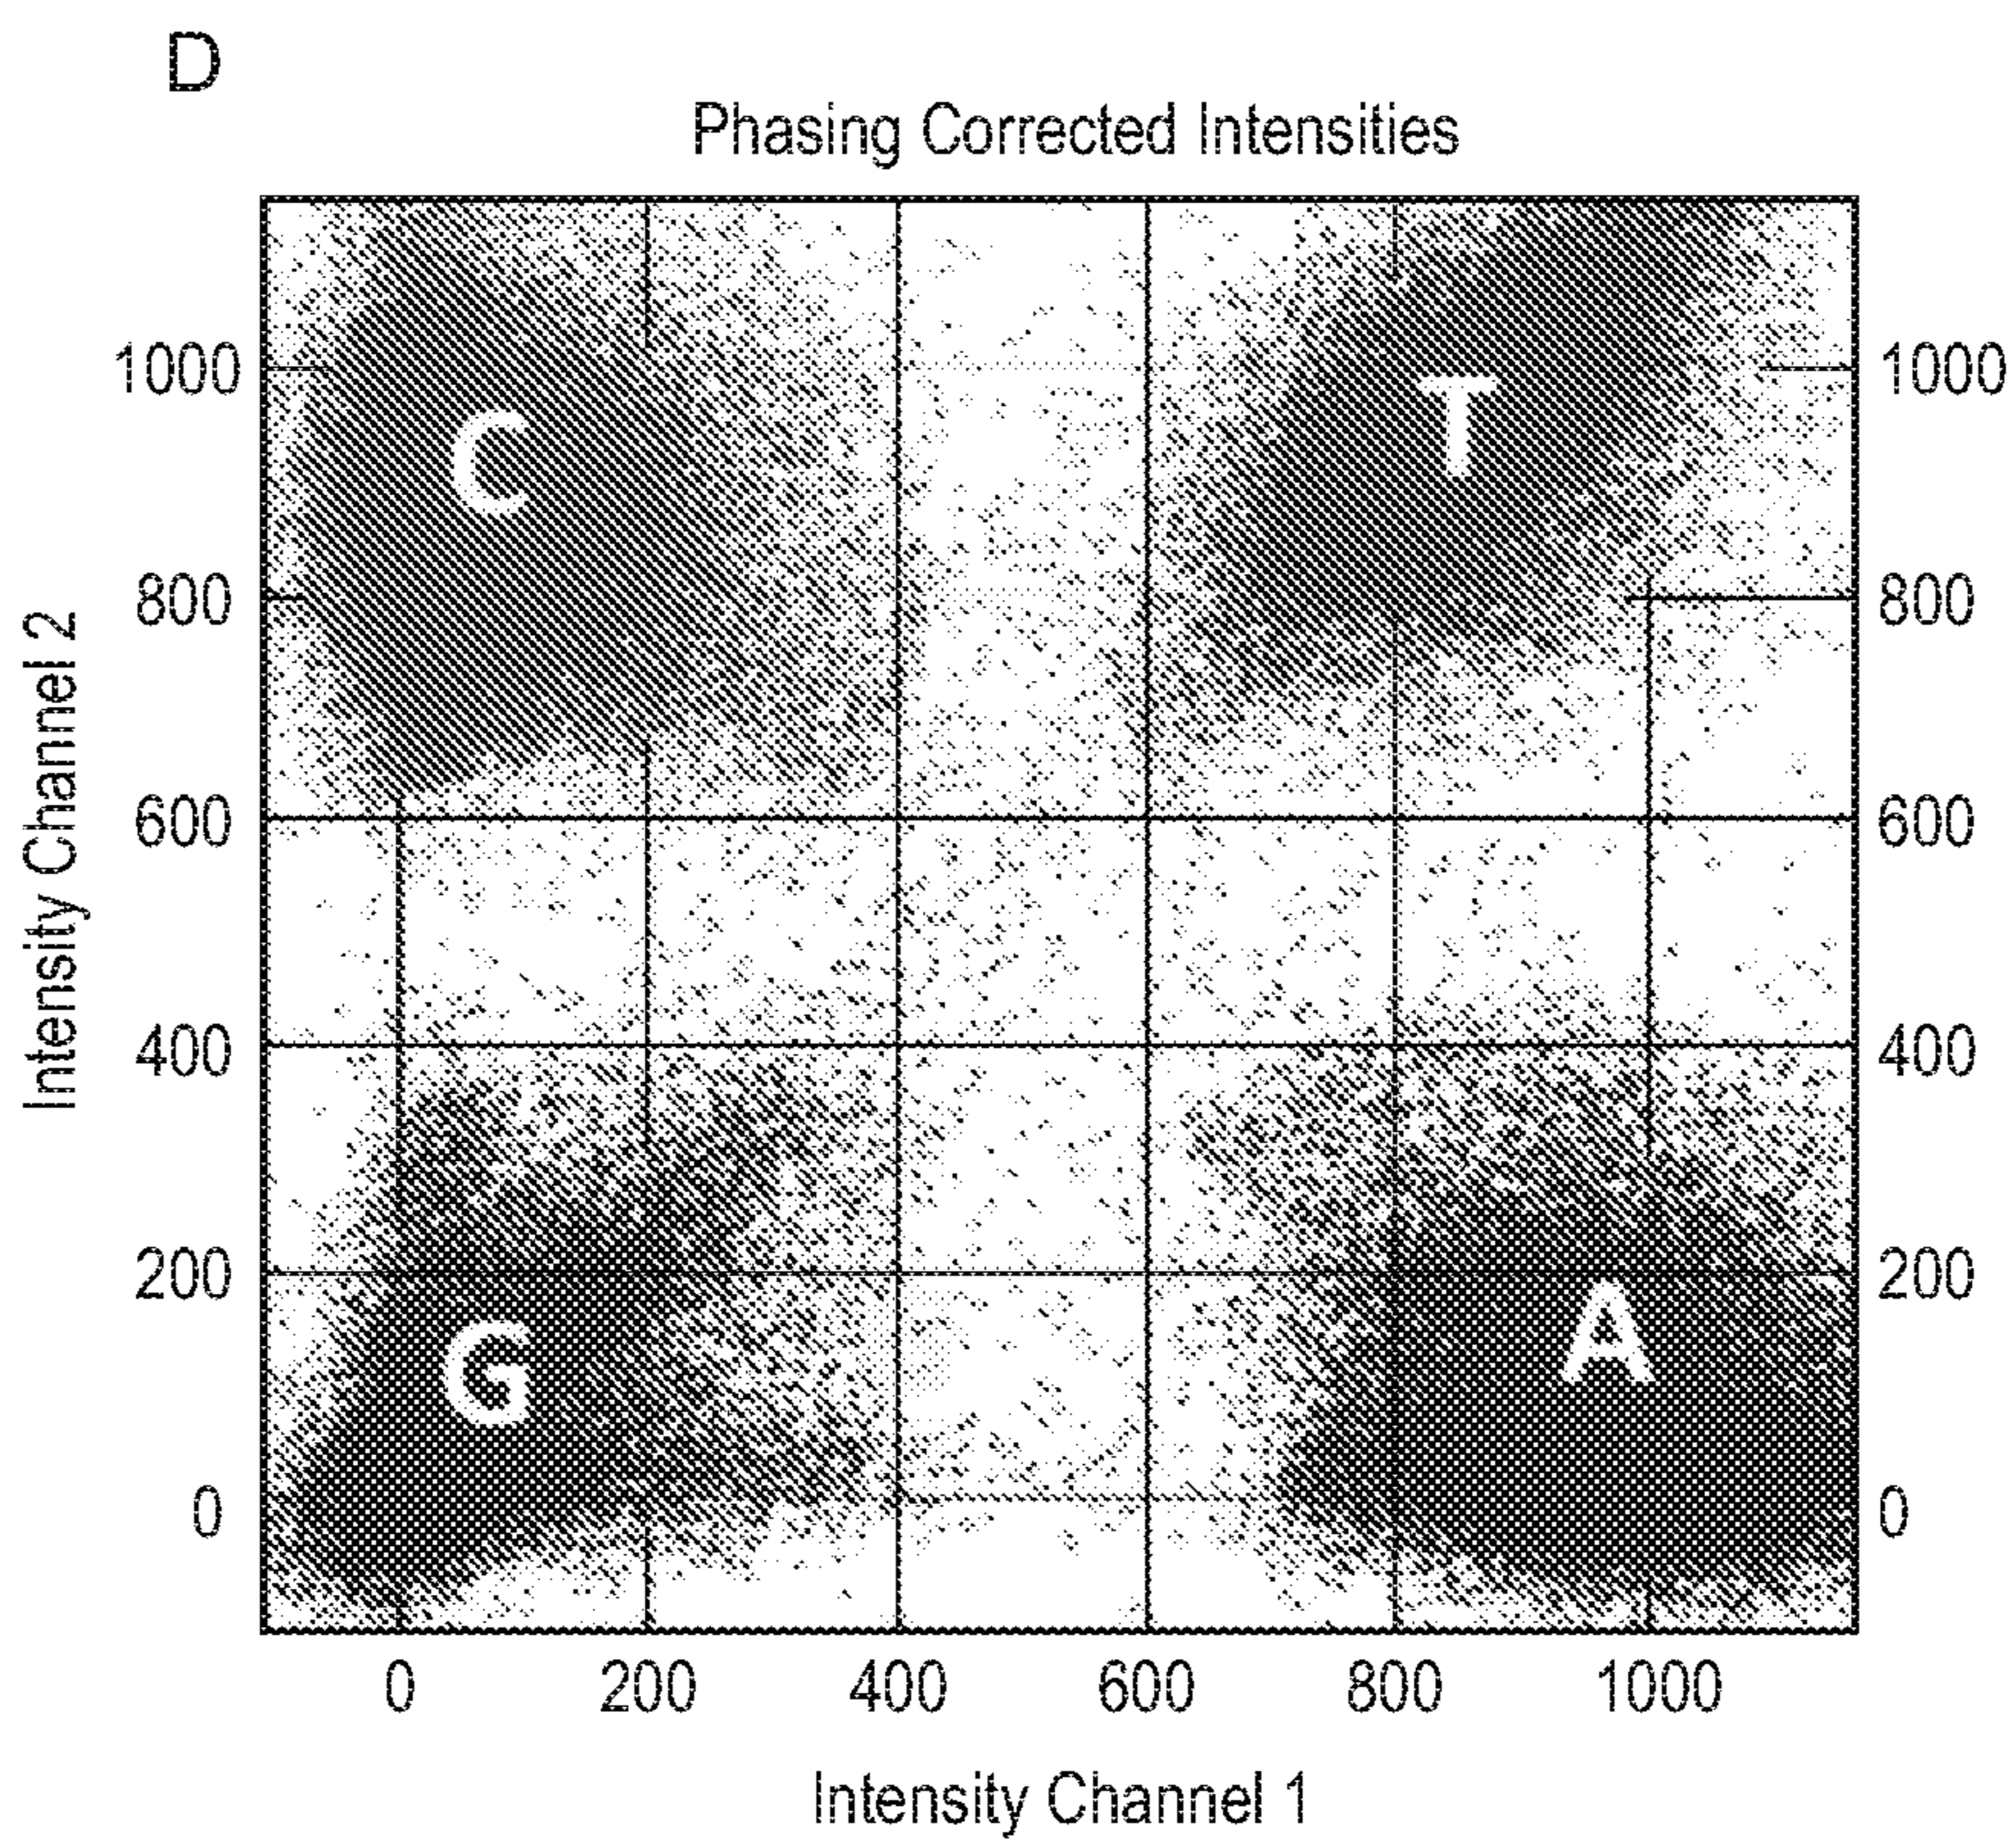 D
Phasing Corrected Intensities
1000
1000
C
T
800
800
Intensity Channel 2
600
600
400
400
200
200
G
A
0
0
0 200 400 600 800 1000
Intensity Channel 1